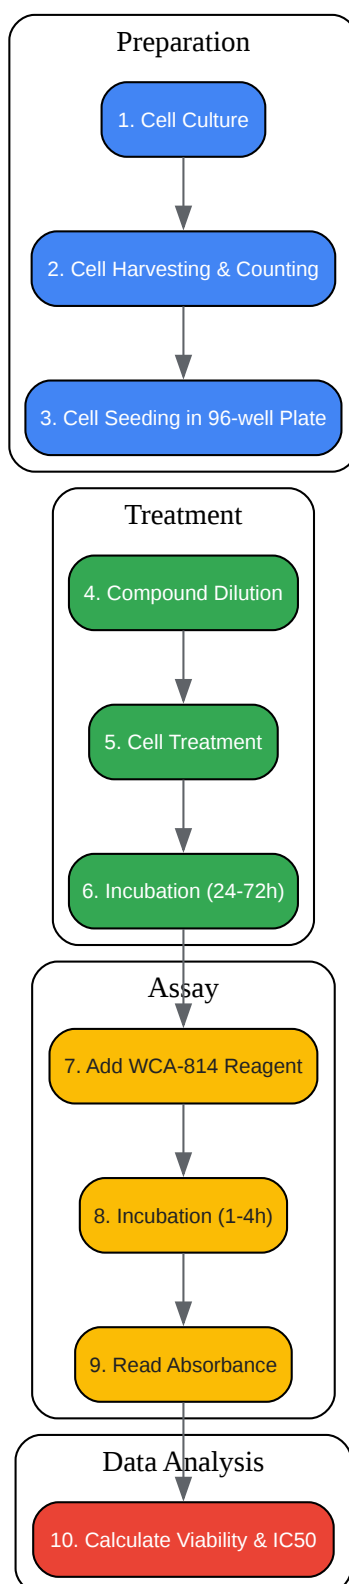 Preparation
1. Cell Culture
2. Cell Harvesting & Counting
3. Cell Seeding in 96-well Plate
Treatment
4. Compound Dilution
5. Cell Treatment
6. Incubation (24-72h)
Assay
7. Add WCA-814 Reagent
8. Incubation (1-4h)
9. Read Absorbance
Data Analysis
10. Calculate Viability & IC50